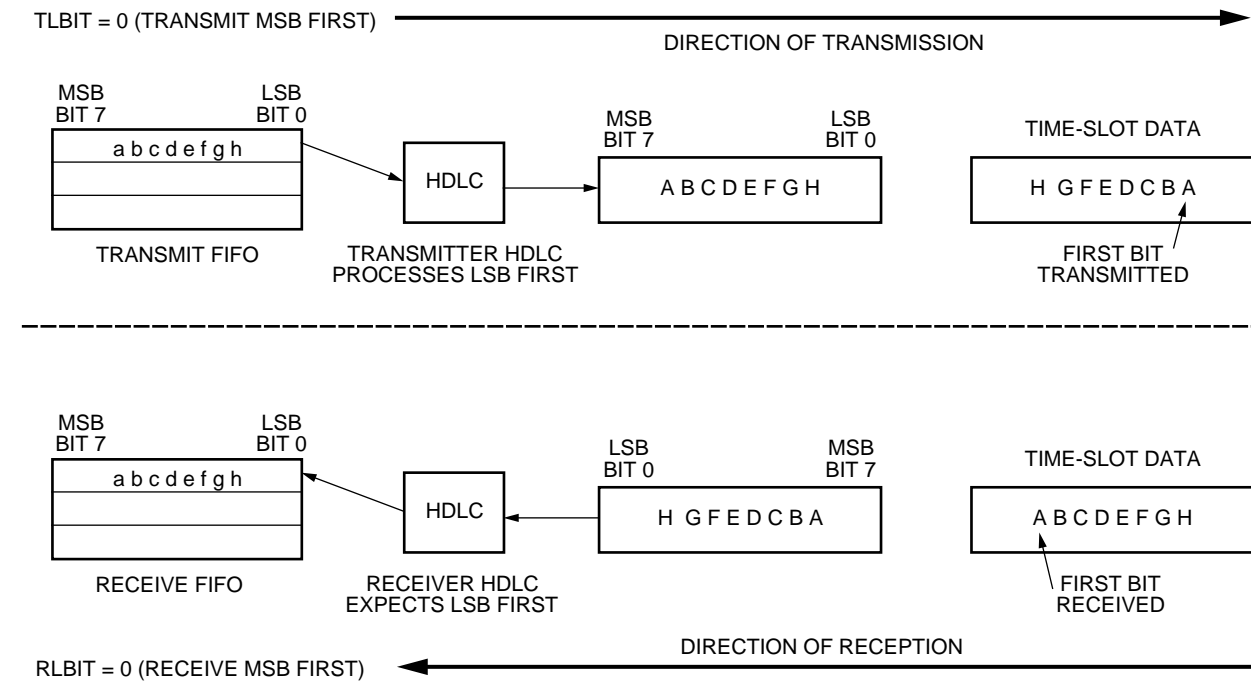 TLBIT = 0 (TRANSMIT MSB FIRST)
DIRECTION OF TRANSMISSION
MSB
BIT 7
LSB
BIT 0
a b c d e f g h
TRANSMIT FIFO
HDLC
TRANSMITTER HDLC
PROCESSES LSB FIRST
MSB
BIT 7
LSB
BIT 0
A B C D E F G H
TIME-SLOT DATA
H G F E D C B A
FIRST BIT
TRANSMITTED
MSB
BIT 7
LSB
BIT 0
a b c d e f g h
RECEIVE FIFO
HDLC
RECEIVER HDLC
EXPECTS LSB FIRST
LSB
BIT 0
MSB
BIT 7
H G F E D C B A
TIME-SLOT DATA
A B C D E F G H
FIRST BIT
RECEIVED
DIRECTION OF RECEPTION
RLBIT = 0 (RECEIVE MSB FIRST)